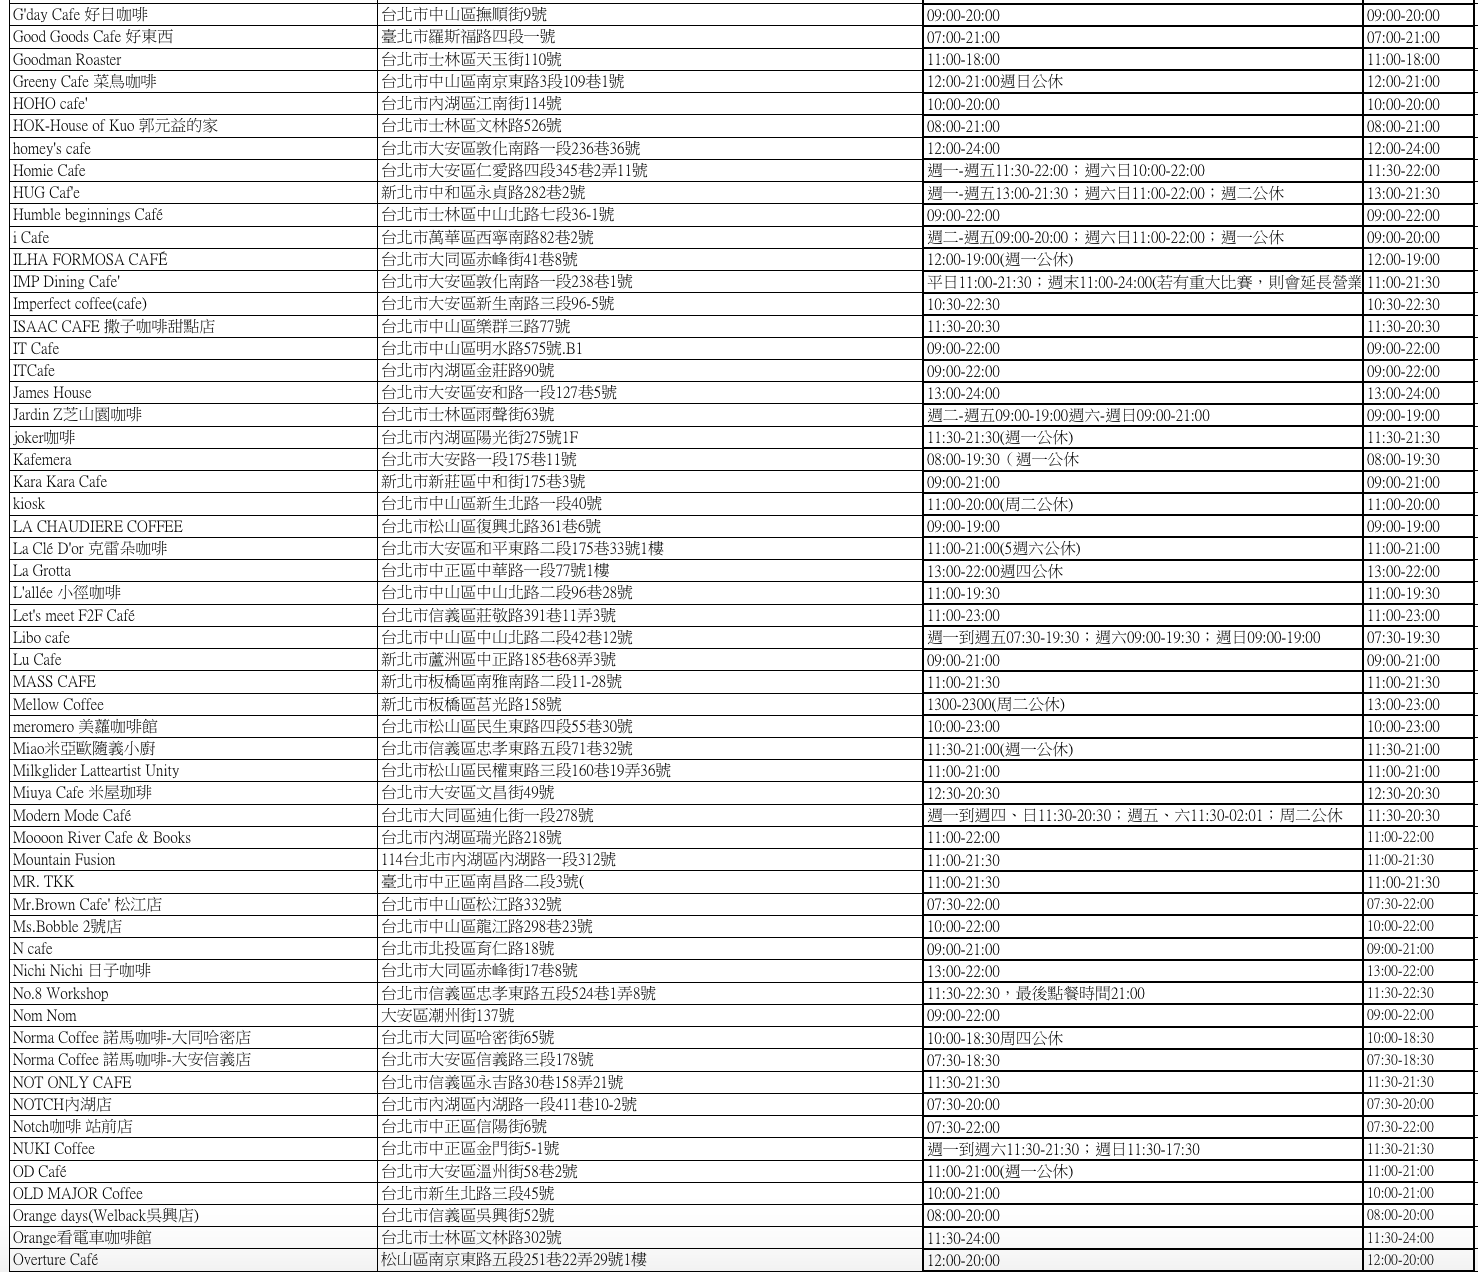 G'day Cafe 好日咖啡 台北市中山區撫順街9號 09:00-20:00 09:00-20:00
Good Goods Cafe 好東西 臺北市羅斯福路四段一號 07:00-21:00 07:00-21:00
Goodman Roaster 台北市士林區天玉街110號 11:00-18:00 11:00-18:00
Greeny Cafe 菜鳥咖啡 台北市中山區南京東路3段109巷1號 12:00-21:00週日公休 12:00-21:00
HOHO cafe' 台北市內湖區江南街114號 10:00-20:00 10:00-20:00
HOK-House of Kuo 郭元益的家 台北市士林區文林路526號 08:00-21:00 08:00-21:00
homey's cafe 台北市大安區敦化南路一段236巷36號 12:00-24:00 12:00-24:00
Homie Cafe 台北市大安區仁愛路四段345巷2弄11號 週一-週五11:30-22:00；週六日10:00-22:00 11:30-22:00
HUG Caf'e 新北市中和區永貞路282巷2號 週一-週五13:00-21:30；週六日11:00-22:00；週二公休 13:00-21:30
Humble beginnings Café 台北市士林區中山北路七段36-1號 09:00-22:00 09:00-22:00
i Cafe 台北市萬華區西寧南路82巷2號 週二-週五09:00-20:00；週六日11:00-22:00；週一公休 09:00-20:00
ILHA FORMOSA CAFÉ 台北市大同區赤峰街41巷8號 12:00-19:00(週一公休) 12:00-19:00
IMP Dining Cafe' 台北市大安區敦化南路一段238巷1號 平日11:00-21:30；週末11:00-24:00(若有重大比賽，則會延長營業 11:00-21:30
Imperfect coffee(cafe) 台北市大安區新生南路三段96-5號 10:30-22:30 10:30-22:30
ISAAC CAFE 撒子咖啡甜點店 台北市中山區樂群三路77號 11:30-20:30 11:30-20:30
IT Cafe 台北市中山區明水路575號.B1 09:00-22:00 09:00-22:00
ITCafe 台北市內湖區金莊路90號 09:00-22:00 09:00-22:00
James House 台北市大安區安和路一段127巷5號 13:00-24:00 13:00-24:00
Jardin Z芝山園咖啡 台北市士林區雨聲街63號 週二-週五09:00-19:00週六-週日09:00-21:00 09:00-19:00
joker咖啡 台北市內湖區陽光街275號1F 11:30-21:30(週一公休) 11:30-21:30
Kafemera 台北市大安路一段175巷11號 08:00-19:30（週一公休 08:00-19:30
Kara Kara Cafe 新北市新莊區中和街175巷3號 09:00-21:00 09:00-21:00
kiosk 台北市中山區新生北路一段40號 11:00-20:00(周二公休) 11:00-20:00
LA CHAUDIERE COFFEE 台北市松山區復興北路361巷6號 09:00-19:00 09:00-19:00
La Clé D'or 克雷朵咖啡 台北市大安區和平東路二段175巷33號1樓 11:00-21:00(5週六公休) 11:00-21:00
La Grotta 台北市中正區中華路一段77號1樓 13:00-22:00週四公休 13:00-22:00
L'allée 小徑咖啡 台北市中山區中山北路二段96巷28號 11:00-19:30 11:00-19:30
Let's meet F2F Café 台北市信義區莊敬路391巷11弄3號 11:00-23:00 11:00-23:00
Libo cafe 台北市中山區中山北路二段42巷12號 週一到週五07:30-19:30；週六09:00-19:30；週日09:00-19:00 07:30-19:30
Lu Cafe 新北市蘆洲區中正路185巷68弄3號 09:00-21:00 09:00-21:00
MASS CAFE 新北市板橋區南雅南路二段11-28號 11:00-21:30 11:00-21:30
Mellow Coffee 新北市板橋區莒光路158號 1300-2300(周二公休) 13:00-23:00
meromero 美蘿咖啡館 台北市松山區民生東路四段55巷30號 10:00-23:00 10:00-23:00
Miao米亞歐隨義小廚 台北市信義區忠孝東路五段71巷32號 11:30-21:00(週一公休) 11:30-21:00
Milkglider Latteartist Unity 台北市松山區民權東路三段160巷19弄36號 11:00-21:00 11:00-21:00
Miuya Cafe 米屋珈琲 台北市大安區文昌街49號 12:30-20:30 12:30-20:30
Modern Mode Café 台北市大同區迪化街一段278號 週一到週四、日11:30-20:30；週五、六11:30-02:01；周二公休 11:30-20:30
Moooon River Cafe & Books 台北市內湖區瑞光路218號 11:00-22:00 11:00-22:00
Mountain Fusion 114台北市內湖區內湖路一段312號 11:00-21:30 11:00-21:30
MR. TKK 臺北市中正區南昌路二段3號( 11:00-21:30 11:00-21:30
Mr.Brown Cafe' 松江店 台北市中山區松江路332號 07:30-22:00 07:30-22:00
Ms.Bobble 2號店 台北市中山區龍江路298巷23號 10:00-22:00 10:00-22:00
N cafe 台北市北投區育仁路18號 09:00-21:00 09:00-21:00
Nichi Nichi 日子咖啡 台北市大同區赤峰街17巷8號 13:00-22:00 13:00-22:00
No.8 Workshop 台北市信義區忠孝東路五段524巷1弄8號 11:30-22:30，最後點餐時間21:00 11:30-22:30
Nom Nom 大安區潮州街137號 09:00-22:00 09:00-22:00
Norma Coffee 諾馬咖啡-大同哈密店 台北市大同區哈密街65號 10:00-18:30周四公休 10:00-18:30
Norma Coffee 諾馬咖啡-大安信義店 台北市大安區信義路三段178號 07:30-18:30 07:30-18:30
NOT ONLY CAFE 台北市信義區永吉路30巷158弄21號 11:30-21:30 11:30-21:30
NOTCH內湖店 台北市內湖區內湖路一段411巷10-2號 07:30-20:00 07:30-20:00
Notch咖啡 站前店 台北市中正區信陽街6號 07:30-22:00 07:30-22:00
NUKI Coffee 台北市中正區金門街5-1號 週一到週六11:30-21:30；週日11:30-17:30 11:30-21:30
OD Café 台北市大安區溫州街58巷2號 11:00-21:00(週一公休) 11:00-21:00
OLD MAJOR Coffee 台北市新生北路三段45號 10:00-21:00 10:00-21:00
Orange days(Welback吳興店) 台北市信義區吳興街52號 08:00-20:00 08:00-20:00
Orange看電車咖啡館 台北市士林區文林路302號 11:30-24:00 11:30-24:00
Overture Café 松山區南京東路五段251巷22弄29號1樓 12:00-20:00 12:00-20:00